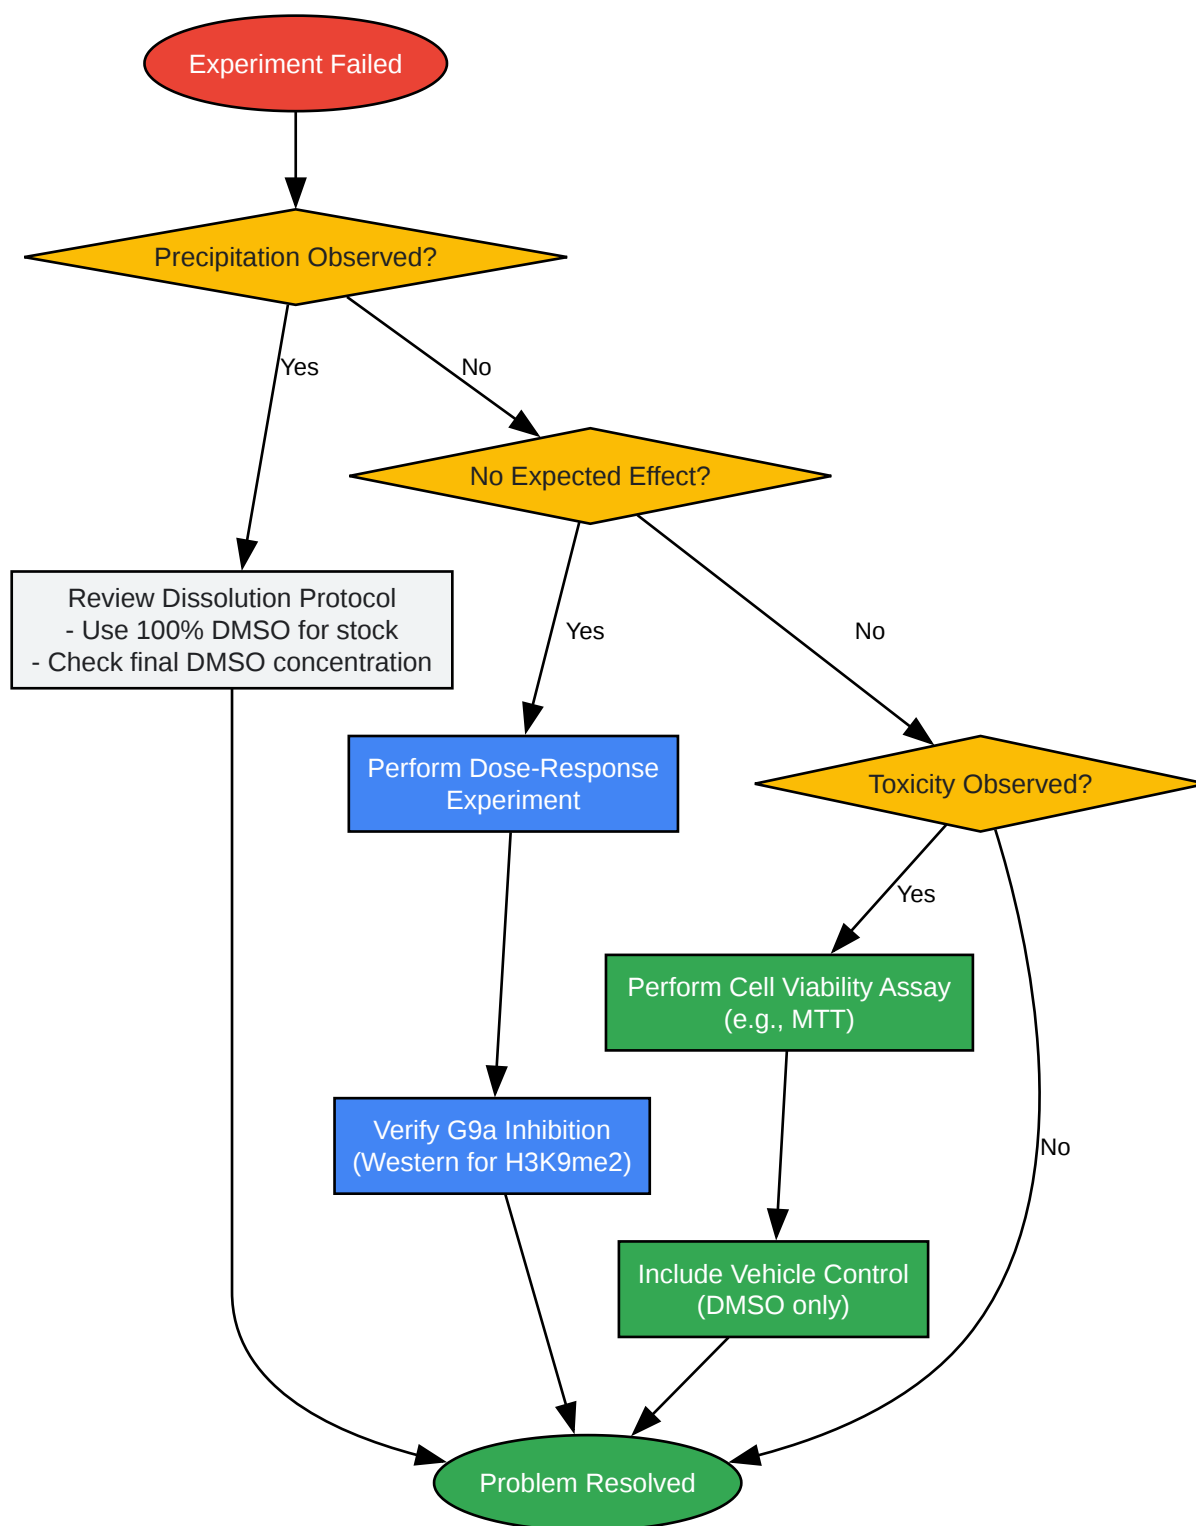 Experiment Failed
Precipitation Observed?
Yes
No
No Expected Effect?
Review Dissolution Protocol
- Use 100% DMSO for stock
- Check final DMSO concentration
Yes
No
Perform Dose-Response
Experiment
Toxicity Observed?
Yes
Perform Cell Viability Assay
(e.g., MTT)
Verify G9a Inhibition
(Western for H3K9me2)
No
Include Vehicle Control
(DMSO only)
Problem Resolved